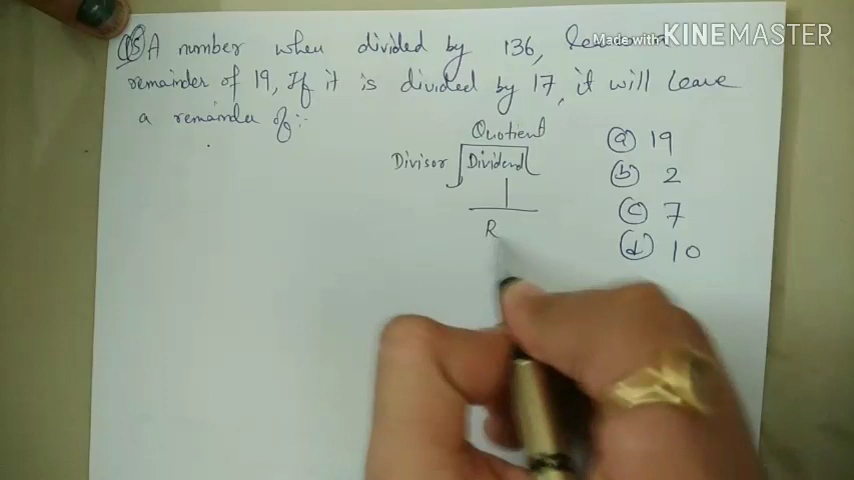 Q5 A number when divided by 136, leaves a
Made with KINEMASTER
remainder of 19, If it is divided by 17, it will leave
a remainder of :-
Quotient
Divisor Dividend
R
(a) 19
(b) 2
(c) 7
(d) 10